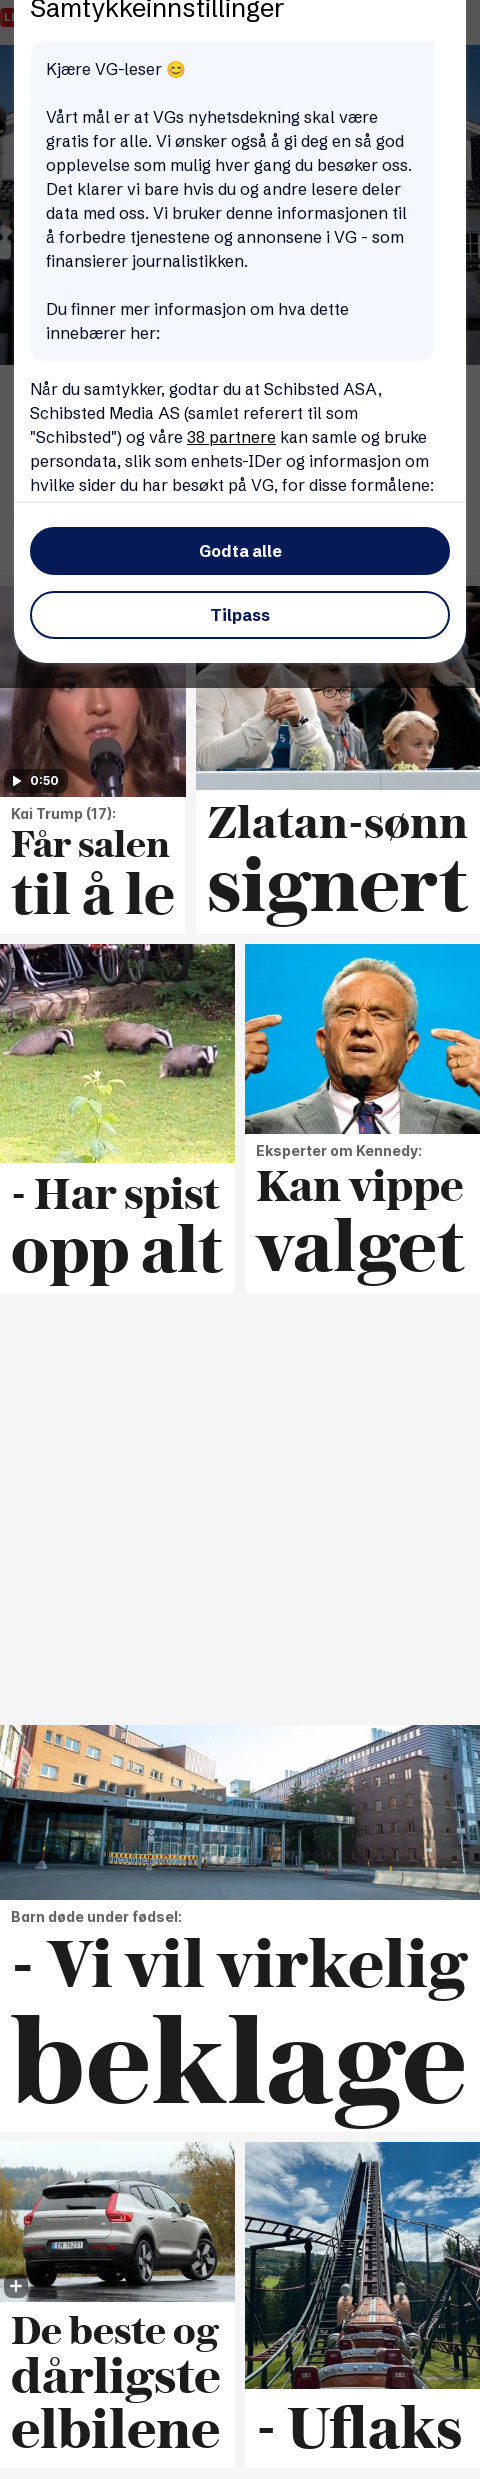 Samtykkeinnstillinger
Kjære VG-leser 😊
Vårt mål er at VGs nyhetsdekning skal være
gratis for alle. Vi ønsker også å gi deg en så god
opplevelse som mulig hver gang du besøker oss.
Det klarer vi bare hvis du og andre lesere deler
data med oss. Vi bruker denne informasjonen til
å forbedre tjenestene og annonsene i VG - som
finansierer journalistikken.
Du finner mer informasjon om hva dette
innebærer her:
Når du samtykker, godtar du at Schibsted ASA,
Schibsted Media AS (samlet referert til som
"Schibsted") og våre 38 partnere kan samle og bruke
persondata, slik som enhets-IDer og informasjon om
hvilke sider du har besøkt på VG, for disse formålene:
Godta alle
Tilpass
0:50
Kai Trump (17):
Får salen
til å le
Zlatan-sønn
signert
- Har spist
opp alt
Eksperter om Kennedy:
Kan vippe
valget
Barn døde under fødsel:
- Vi vil virkelig
beklage
De beste og
dårligste
elbilene
- Uflaks